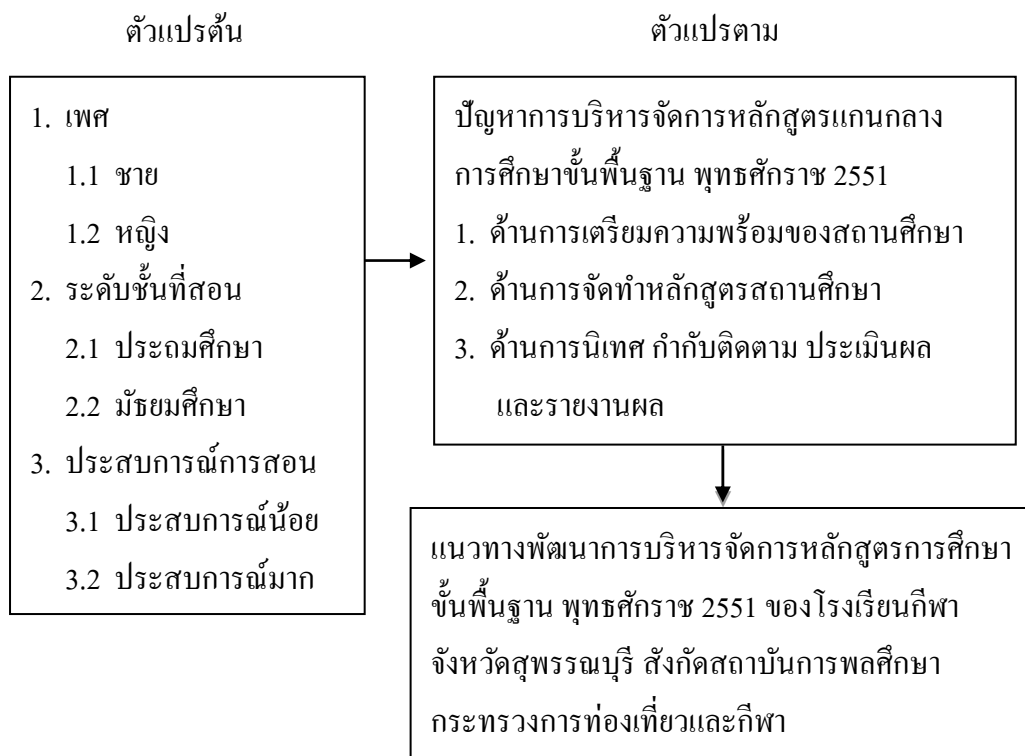 ตัวแปรต้น
ตัวแปรตาม
1. เพศ
1.1 ชาย
1.2 หญิง
2. ระดับชั้นที่สอน
2.1 ประถมศึกษา
2.2 มัธยมศึกษา
3. ประสบการณ์การสอน
3.1 ประสบการณ์น้อย
3.2 ประสบการณ์มาก
ปัญหาการบริหารจัดการหลักสูตรแกนกลาง
การศึกษาขั้นพื้นฐาน พุทธศักราช 2551
1. ด้านการเตรียมความพร้อมของสถานศึกษา
2. ด้านการจัดทำหลักสูตรสถานศึกษา
3. ด้านการนิเทศ กำกับติดตาม ประเมินผล
และรายงานผล
แนวทางพัฒนาการบริหารจัดการหลักสูตรการศึกษา
ขั้นพื้นฐาน พุทธศักราช 2551 ของโรงเรียนกีฬา
จังหวัดสุพรรณบุรี สังกัดสถาบันการพลศึกษา
กระทรวงการท่องเที่ยวและกีฬา